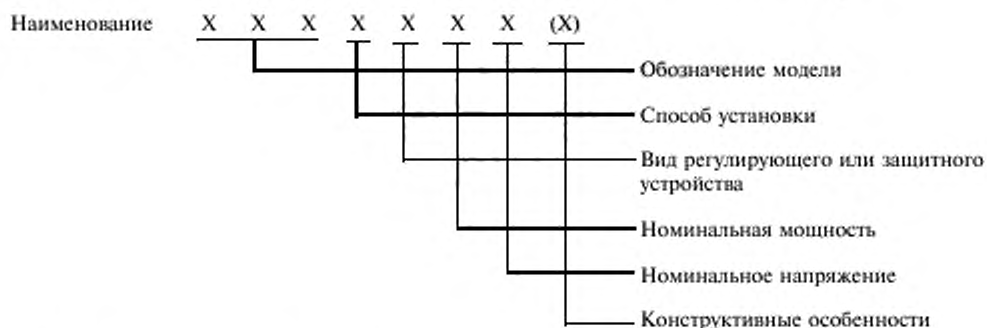 Наименование X X X X X X X (X)
Обозначение модели
Способ установки
Вид регулирующего или защитного
устройства
Номинальная мощность
Номинальное напряжение
Конструктивные особенности